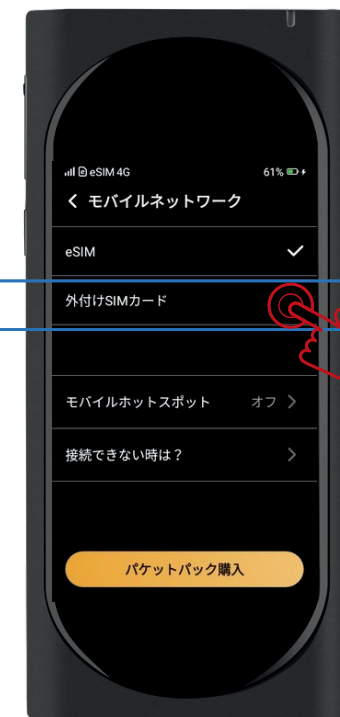 eSIM 4G 61%
モバイルネットワーク
eSIM
外付けSIMカード
モバイルホットスポット オフ
接続できない時は？
パケットパック購入